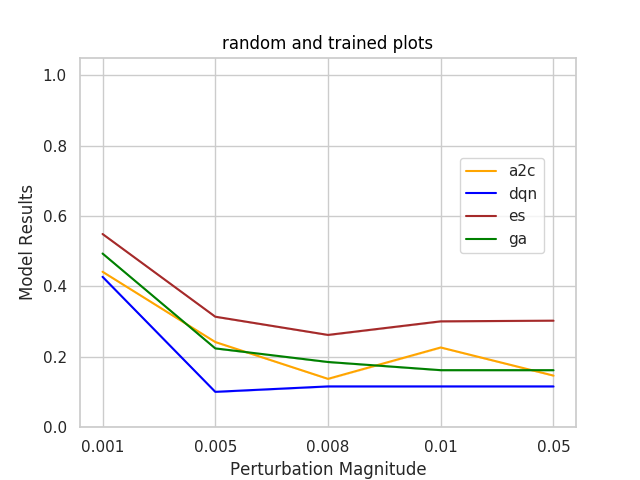 random and trained plots
1.0
0.8
0.6
0.4
0.2
0.0
Model Results
a2c
dqn
es
ga
0.001
0.005
0.008
0.01
0.05
Perturbation Magnitude